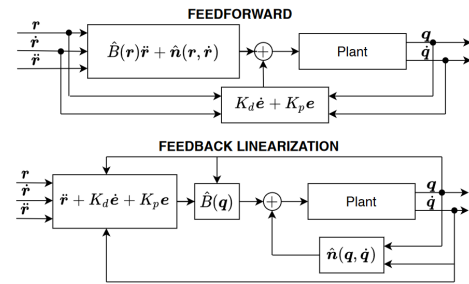 FEEDFORWARD
r
ṙ
r̈
B̂(r)r̈ + n̂(r, ṙ)
+
Plant
q
q̇
K_d ė + K_p e
FEEDBACK LINEARIZATION
r
ṙ
r̈
r̈ + K_d ė + K_p e
B̂(q)
+
Plant
q
q̇
n̂(q, q̇)